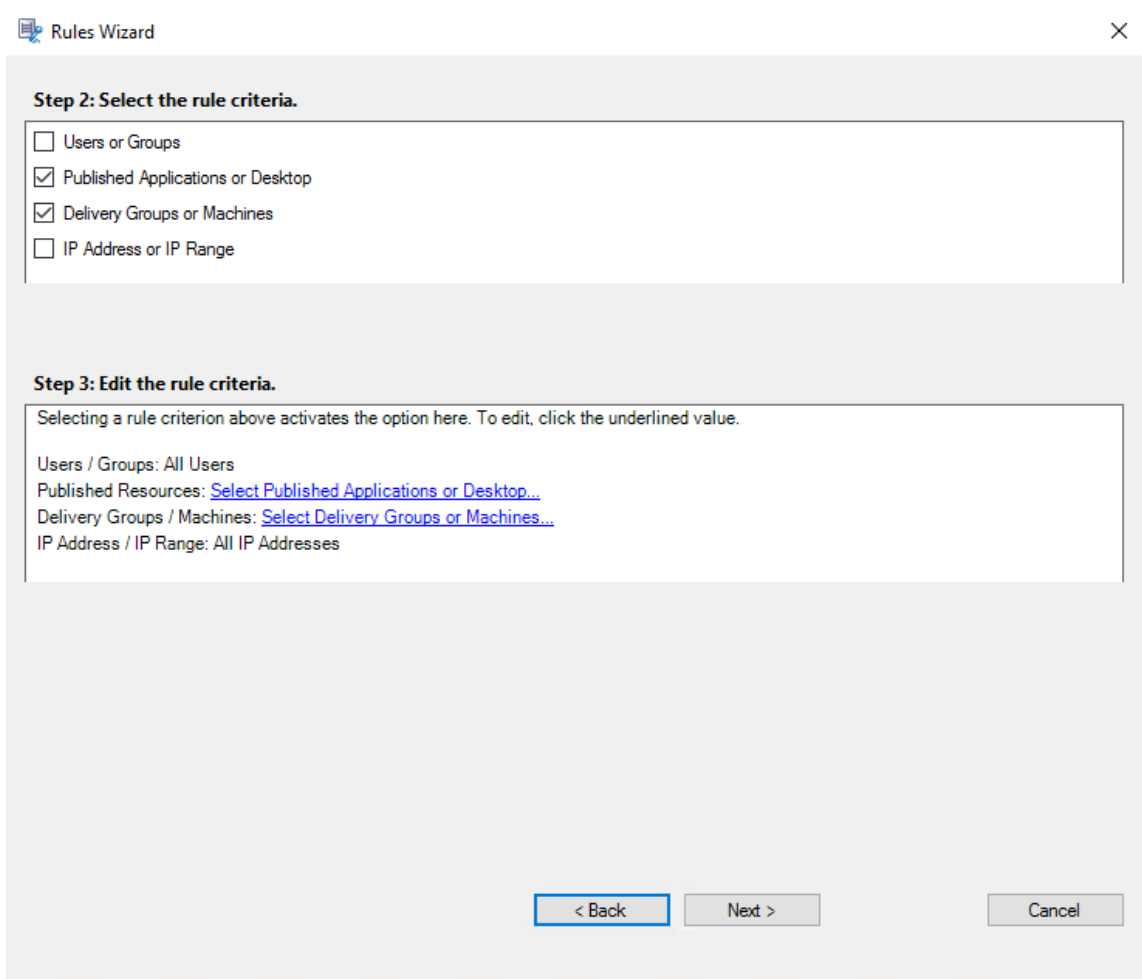 Rules Wizard
Step 2: Select the rule criteria.
Users or Groups
Published Applications or Desktop
Delivery Groups or Machines
IP Address or IP Range
Step 3: Edit the rule criteria.
Selecting a rule criterion above activates the option here. To edit, click the underlined value.
Users / Groups: All Users
Published Resources: Select Published Applications or Desktop...
Delivery Groups / Machines: Select Delivery Groups or Machines...
IP Address / IP Range: All IP Addresses
< Back Next > Cancel